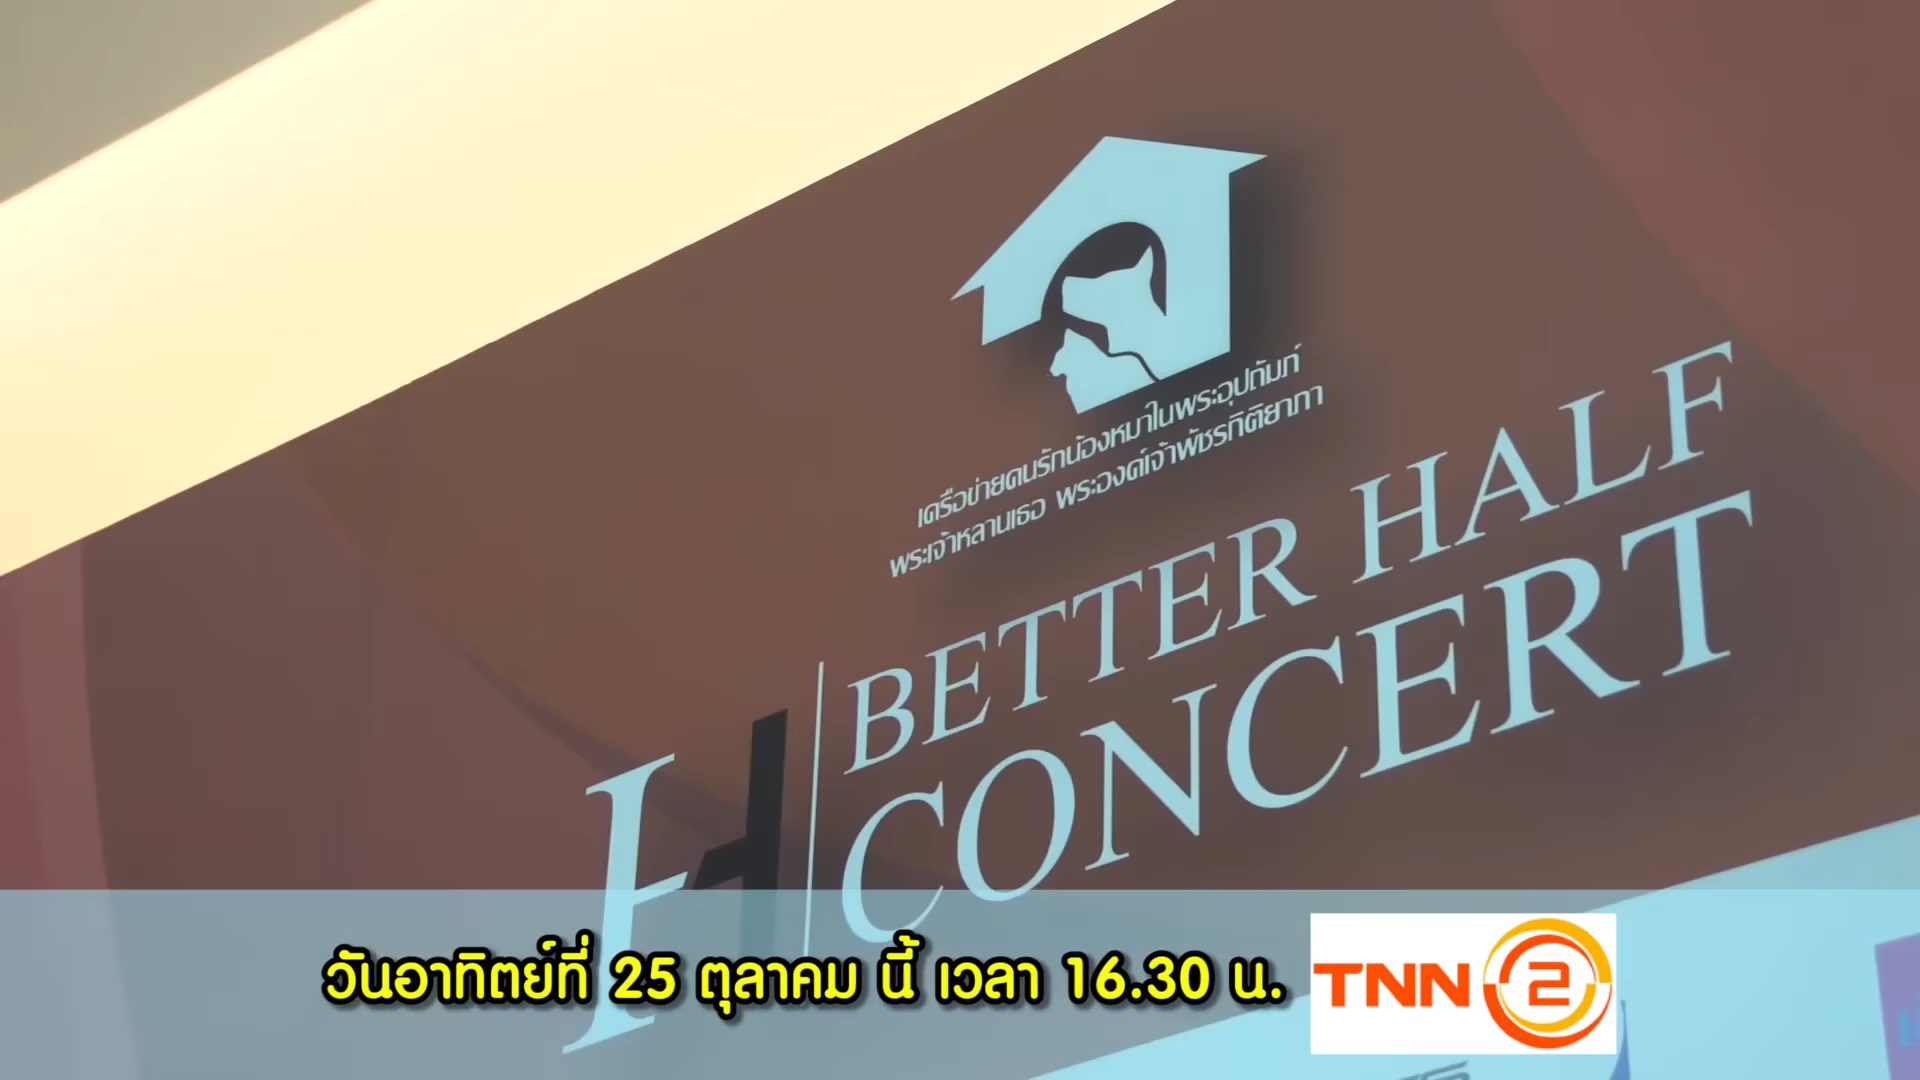 เครือข่ายคนรักน้องหมาในพระอุปถัมภ์
พระเจ้าหลานเธอ พระองค์เจ้าพัชรกิติยาภา
H
BETTER HALF
CONCERT
วันอาทิตย์ที่ 25 ตุลาคม นี้ เวลา 16.30 น.
TNN 2